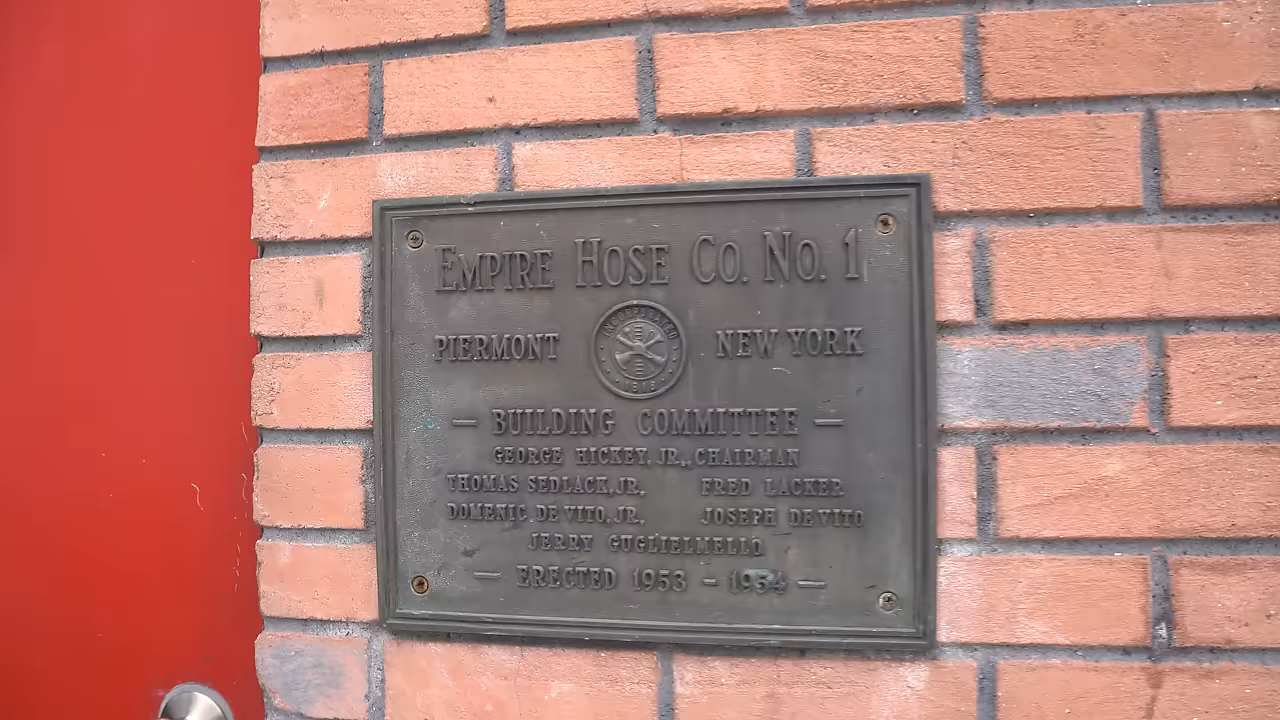 EMPIRE HOSE CO. NO. 1
PIERMONT NEW YORK
INCORPORATED
— BUILDING COMMITTEE —
GEORGE HICKEY, JR., CHAIRMAN
THOMAS SEDLACK, JR. FRED LACKER
DOMENIC DE VITO, JR. JOSEPH DE VITO
JERRY GUGLIELMELLO
— ERECTED 1953 - 1954 —